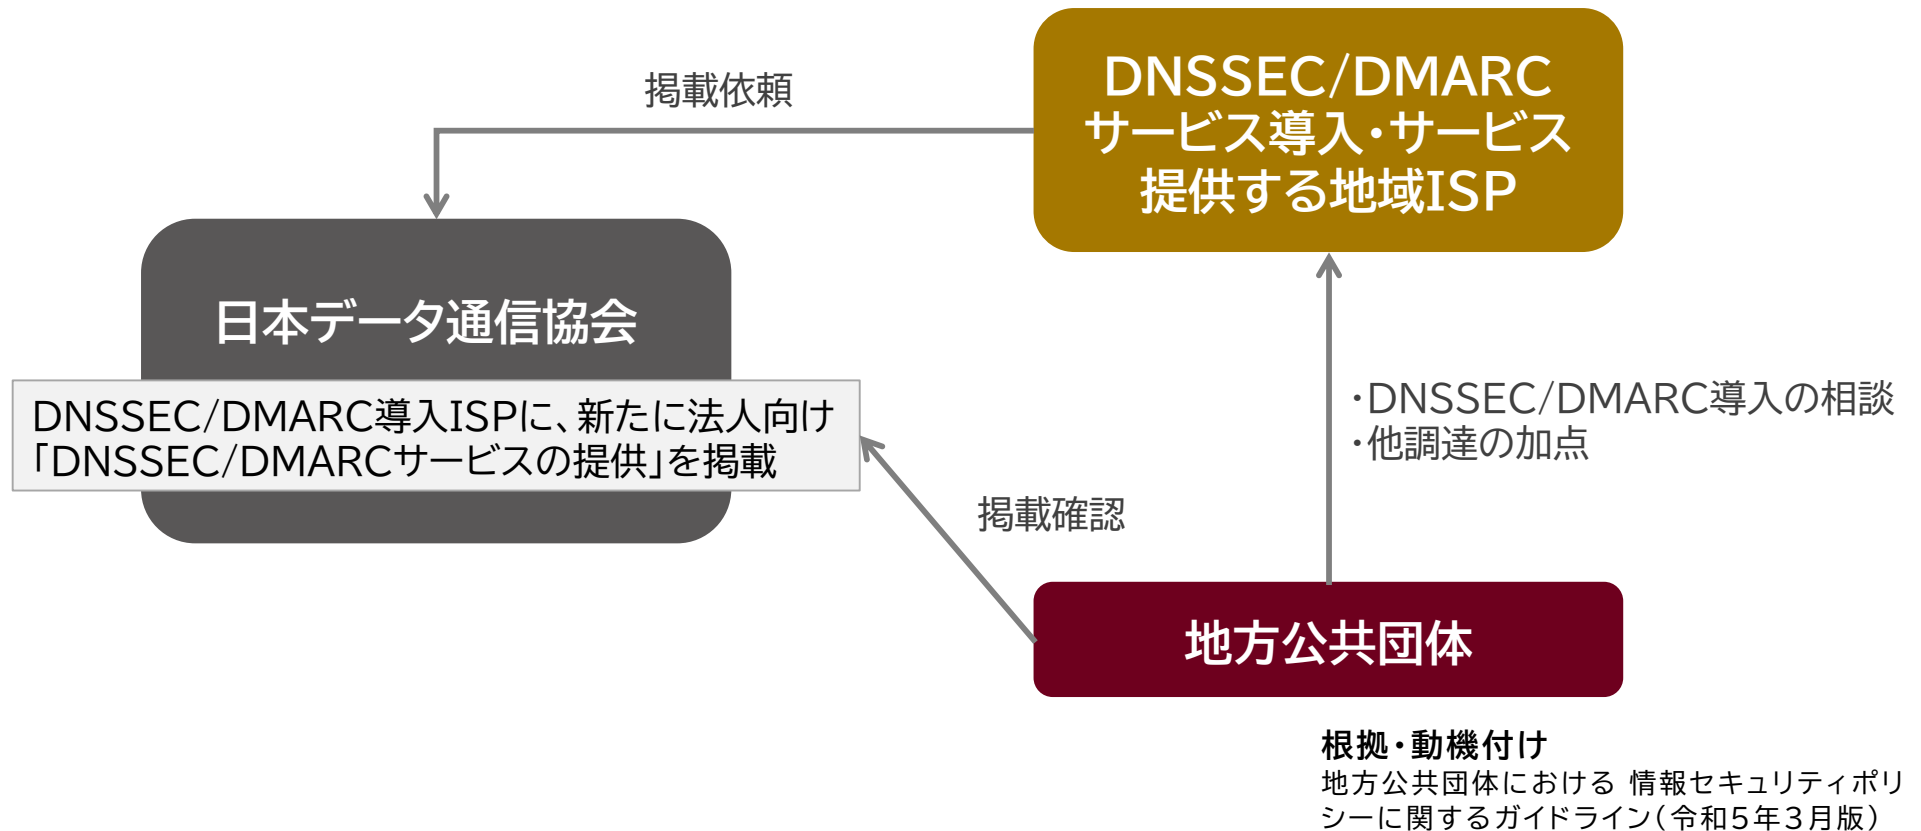 掲載依頼
DNSSEC/DMARC
サービス導入・サービス
提供する地域ISP
日本データ通信協会
DNSSEC/DMARC導入ISPに、新たに法人向け
「DNSSEC/DMARCサービスの提供」を掲載
・DNSSEC/DMARC導入の相談
・他調達の加点
掲載確認
地方公共団体
根拠・動機付け
地方公共団体における 情報セキュリティポリ
シーに関するガイドライン（令和５年３月版）